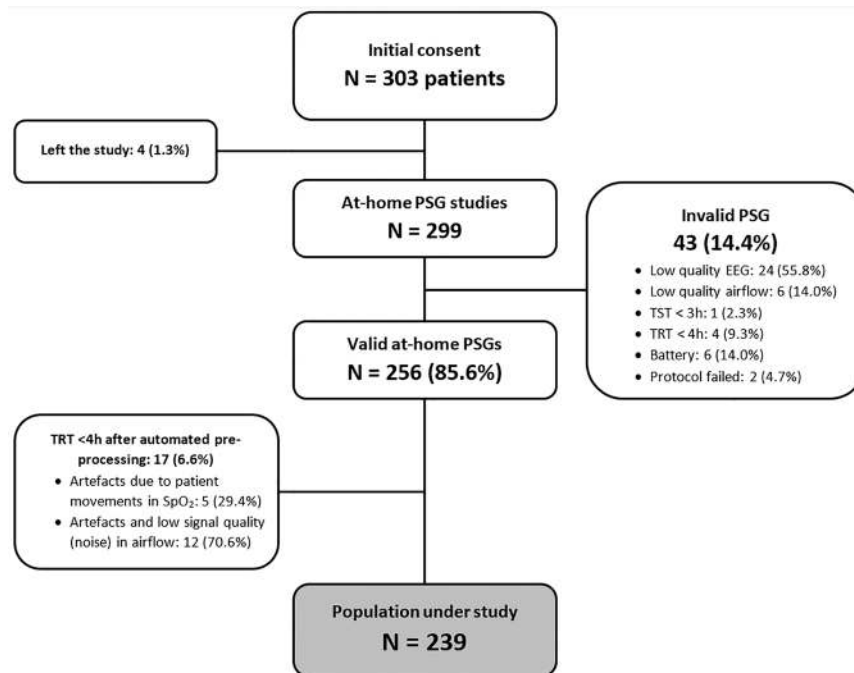 Initial consent
N = 303 patients
Left the study: 4 (1.3%)
At-home PSG studies
N = 299
Invalid PSG
43 (14.4%)
• Low quality EEG: 24 (55.8%)
• Low quality airflow: 6 (14.0%)
• TST < 3h: 1 (2.3%)
• TRT < 4h: 4 (9.3%)
• Battery: 6 (14.0%)
• Protocol failed: 2 (4.7%)
Valid at-home PSGs
N = 256 (85.6%)
TRT <4h after automated pre-
processing: 17 (6.6%)
• Artefacts due to patient
movements in SpO₂: 5 (29.4%)
• Artefacts and low signal quality
(noise) in airflow: 12 (70.6%)
Population under study
N = 239